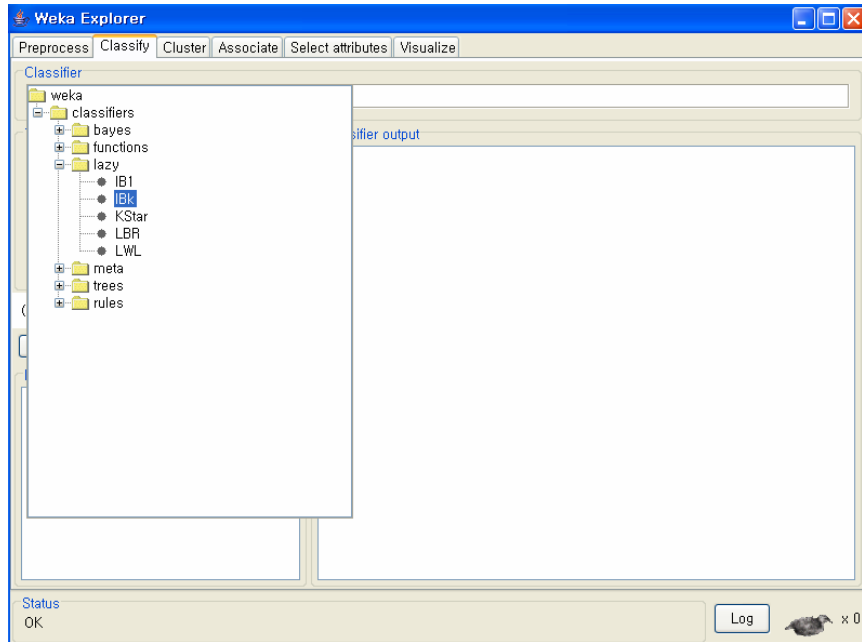 Weka Explorer
Preprocess Classify Cluster Associate Select attributes Visualize
Classifier
weka
classifiers
bayes
functions
sifier output
lazy
IB1
IBk
KStar
LBR
LWL
meta
trees
rules
(
Status
OK
Log
x 0